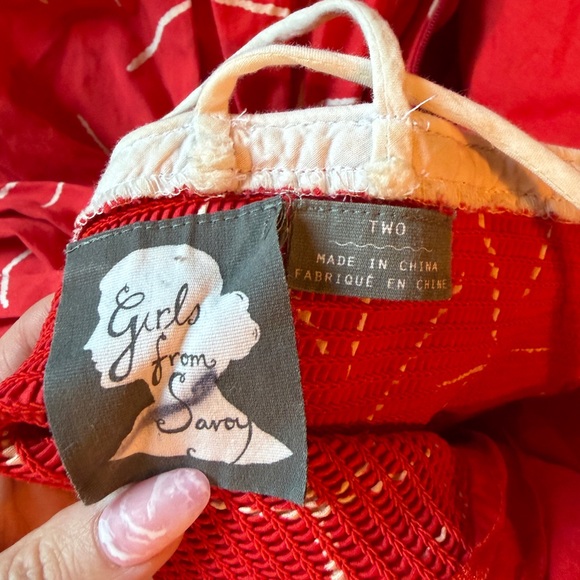 Girls
from
Savoy
TWO
MADE IN CHINA
FABRIQUÉ EN CHINE